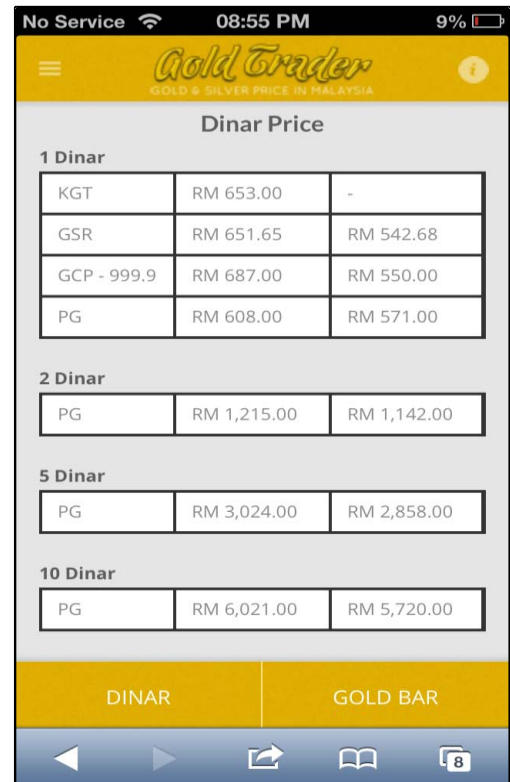 No Service 08:55 PM 9%
Gold Trader
GOLD & SILVER PRICE IN MALAYSIA
Dinar Price
1 Dinar
KGT RM 653.00 -
GSR RM 651.65 RM 542.68
GCP - 999.9 RM 687.00 RM 550.00
PG RM 608.00 RM 571.00
2 Dinar
PG RM 1,215.00 RM 1,142.00
5 Dinar
PG RM 3,024.00 RM 2,858.00
10 Dinar
PG RM 6,021.00 RM 5,720.00
DINAR GOLD BAR
8